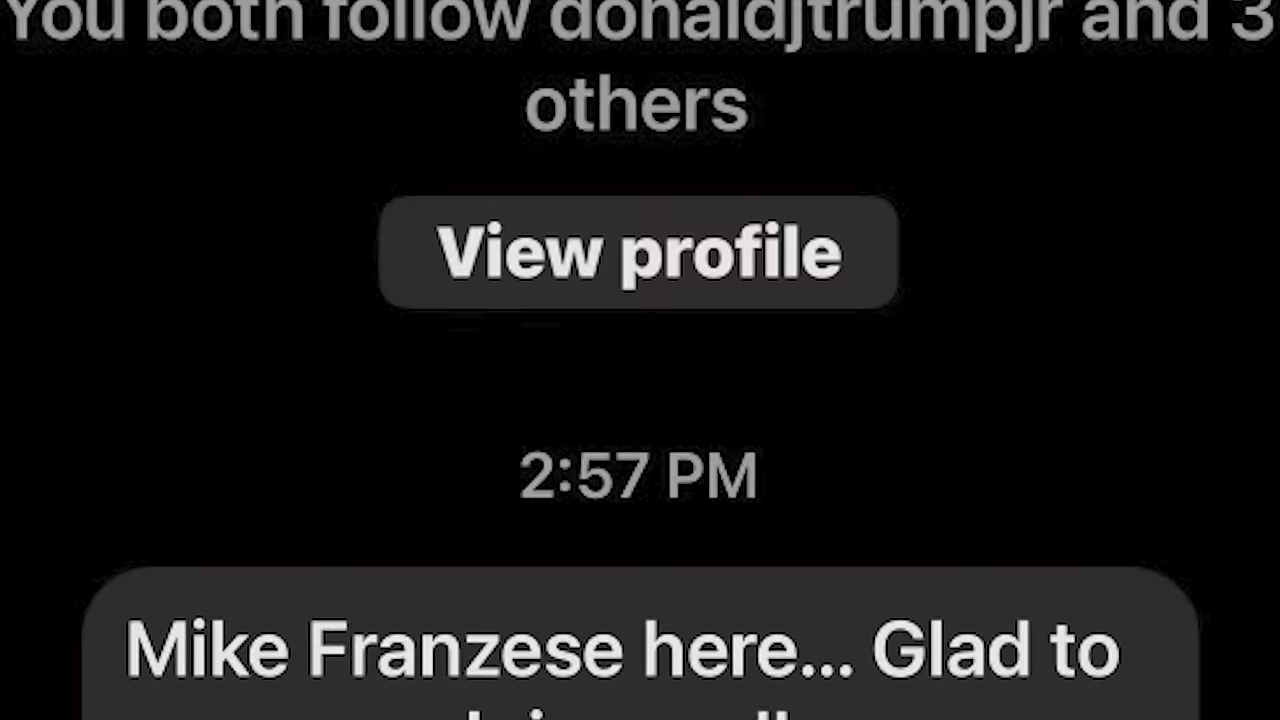 You both follow donaldjtrumpjr and 3
others
View profile
2:57 PM
Mike Franzese here... Glad to